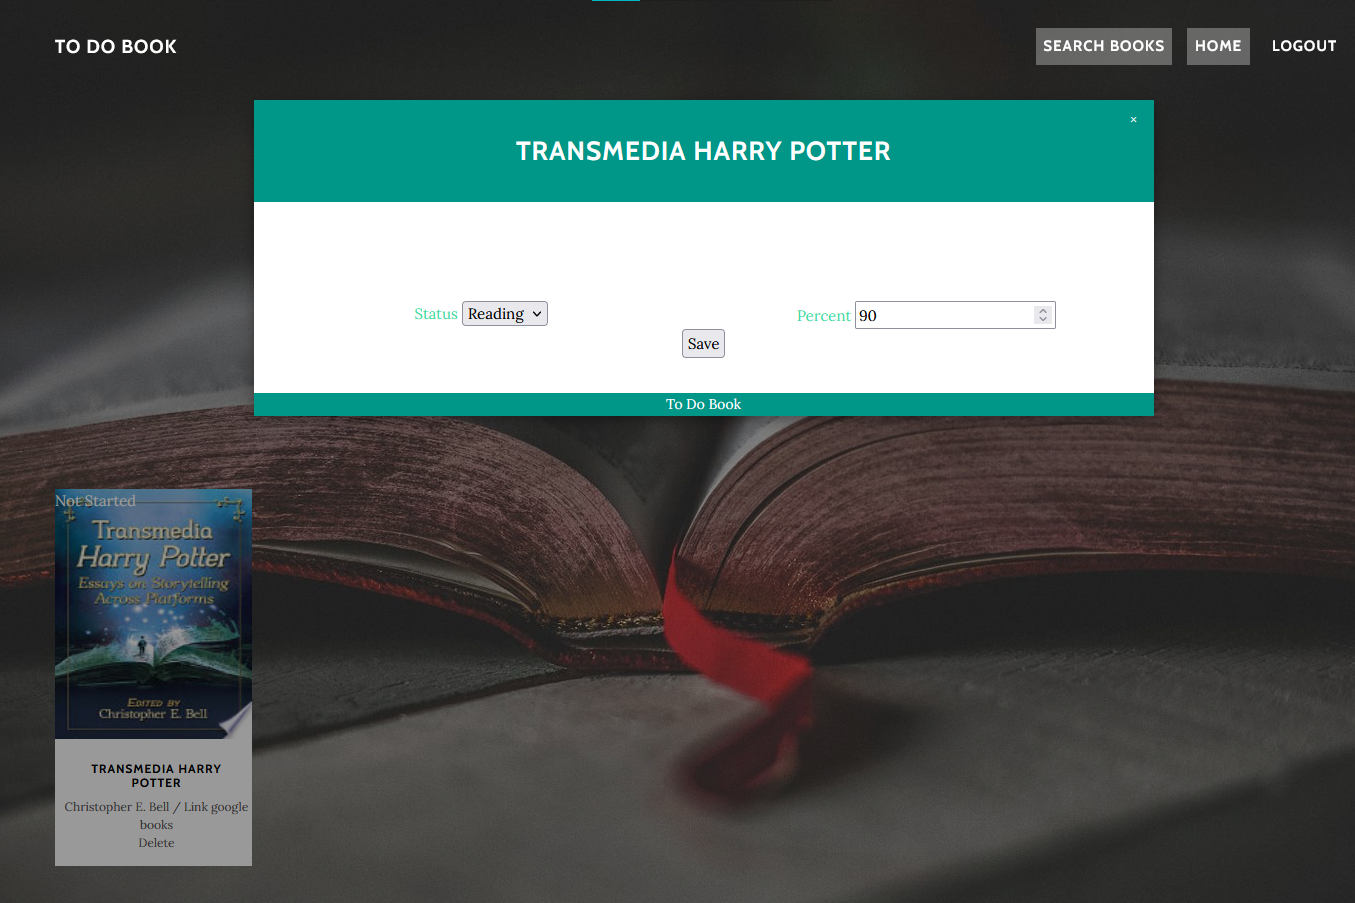 TO DO BOOK
SEARCH BOOKS HOME LOGOUT
×
TRANSMEDIA HARRY POTTER
Status Reading
Percent 90
Save
To Do Book
Not Started
Transmedia
Harry Potter
Essays on Storytelling
Across Platforms
Edited by
Christopher E. Bell
TRANSMEDIA HARRY
POTTER
Christopher E. Bell / Link google
books
Delete